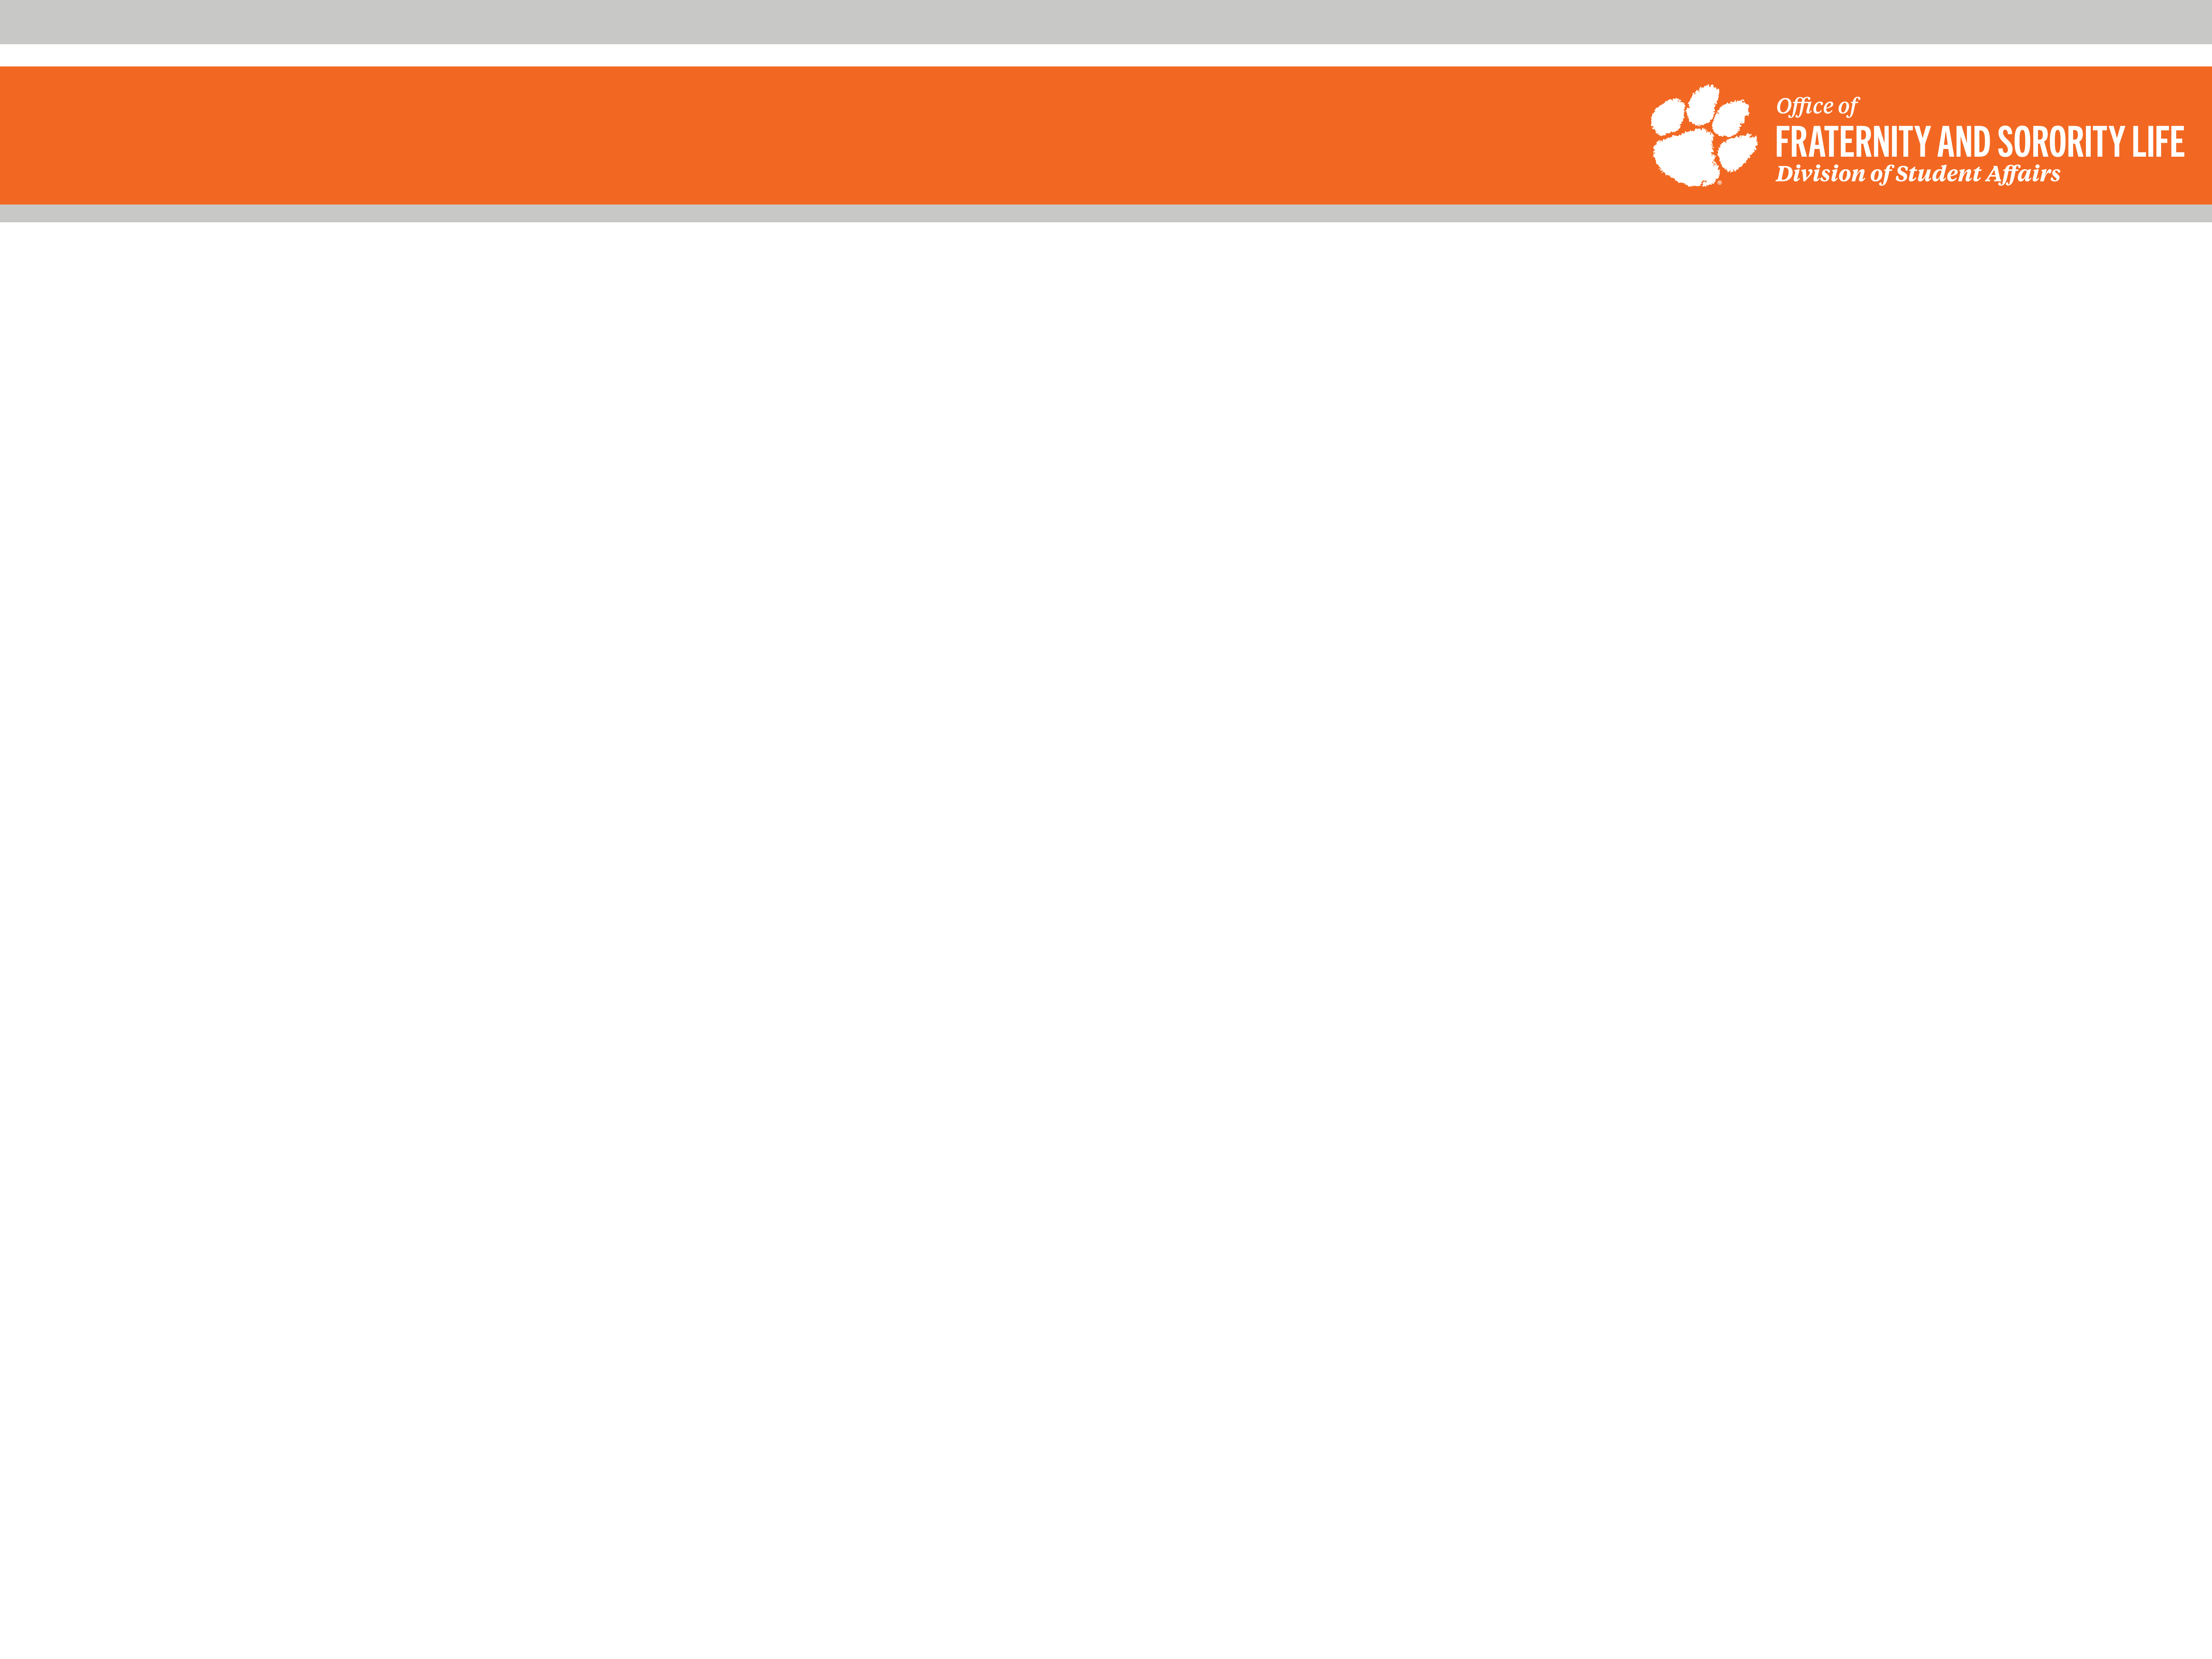 Office of
FRATERNITY AND SORORITY LIFE
Division of Student Affairs
®